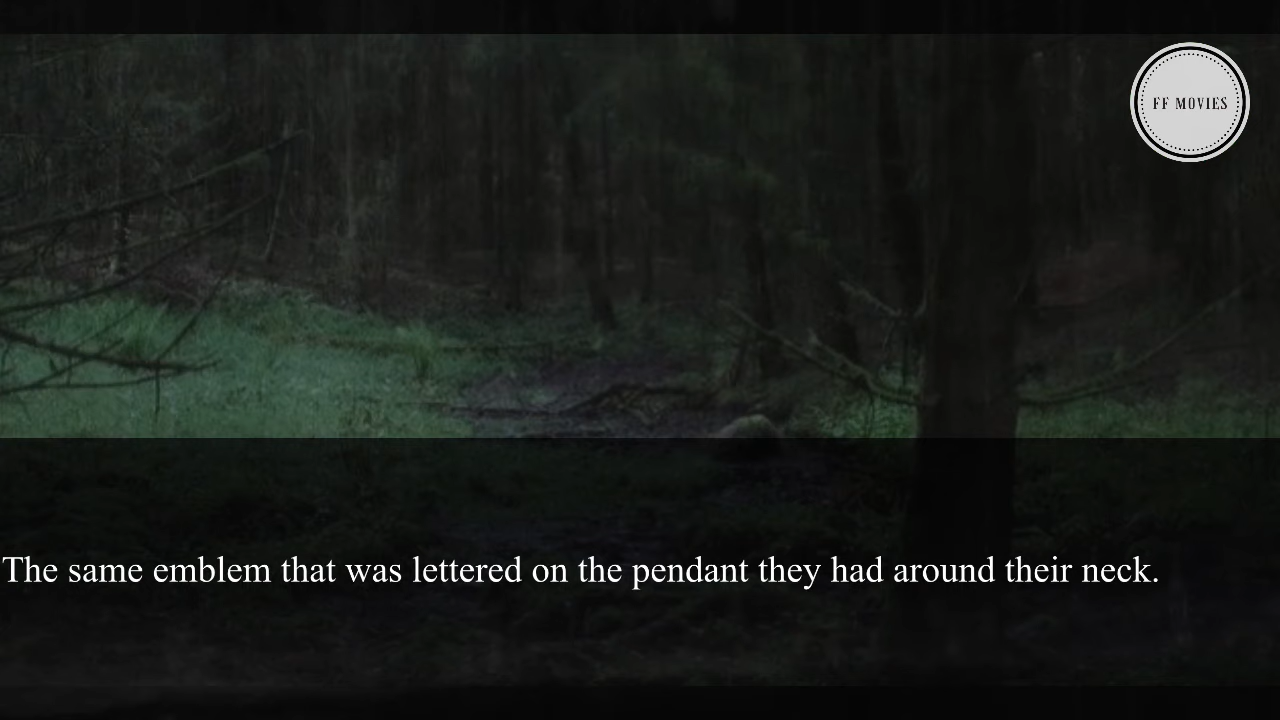 FF MOVIES
The same emblem that was lettered on the pendant they had around their neck.